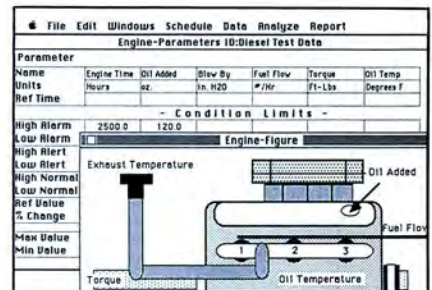 File Edit Windows Schedule Data Analyze Report
Engine-Parameters ID:Diesel Test Data
Parameter
Name Engine Time Oil Added Blow By Fuel Flow Torque Oil Temp
Units Hours oz. in. H2O #/Hr Ft-Lbs Degrees F
Ref Time
- Condition Limits -
High Alarm 2500.0 120.0
Low Alarm
Engine-Figure
High Alert
Low Alert
High Normal
Low Normal
Ref Value
% Change
Max Value
Min Value
Exhaust Temperature
Oil Added
Fuel Flow
1 2 3
Torque
Oil Temperature